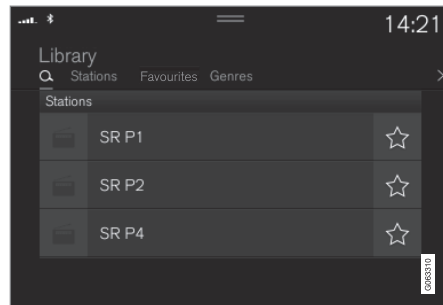 14:21
Library
Stations Favourites Genres
Stations
SR P1
SR P2
SR P4
G063310